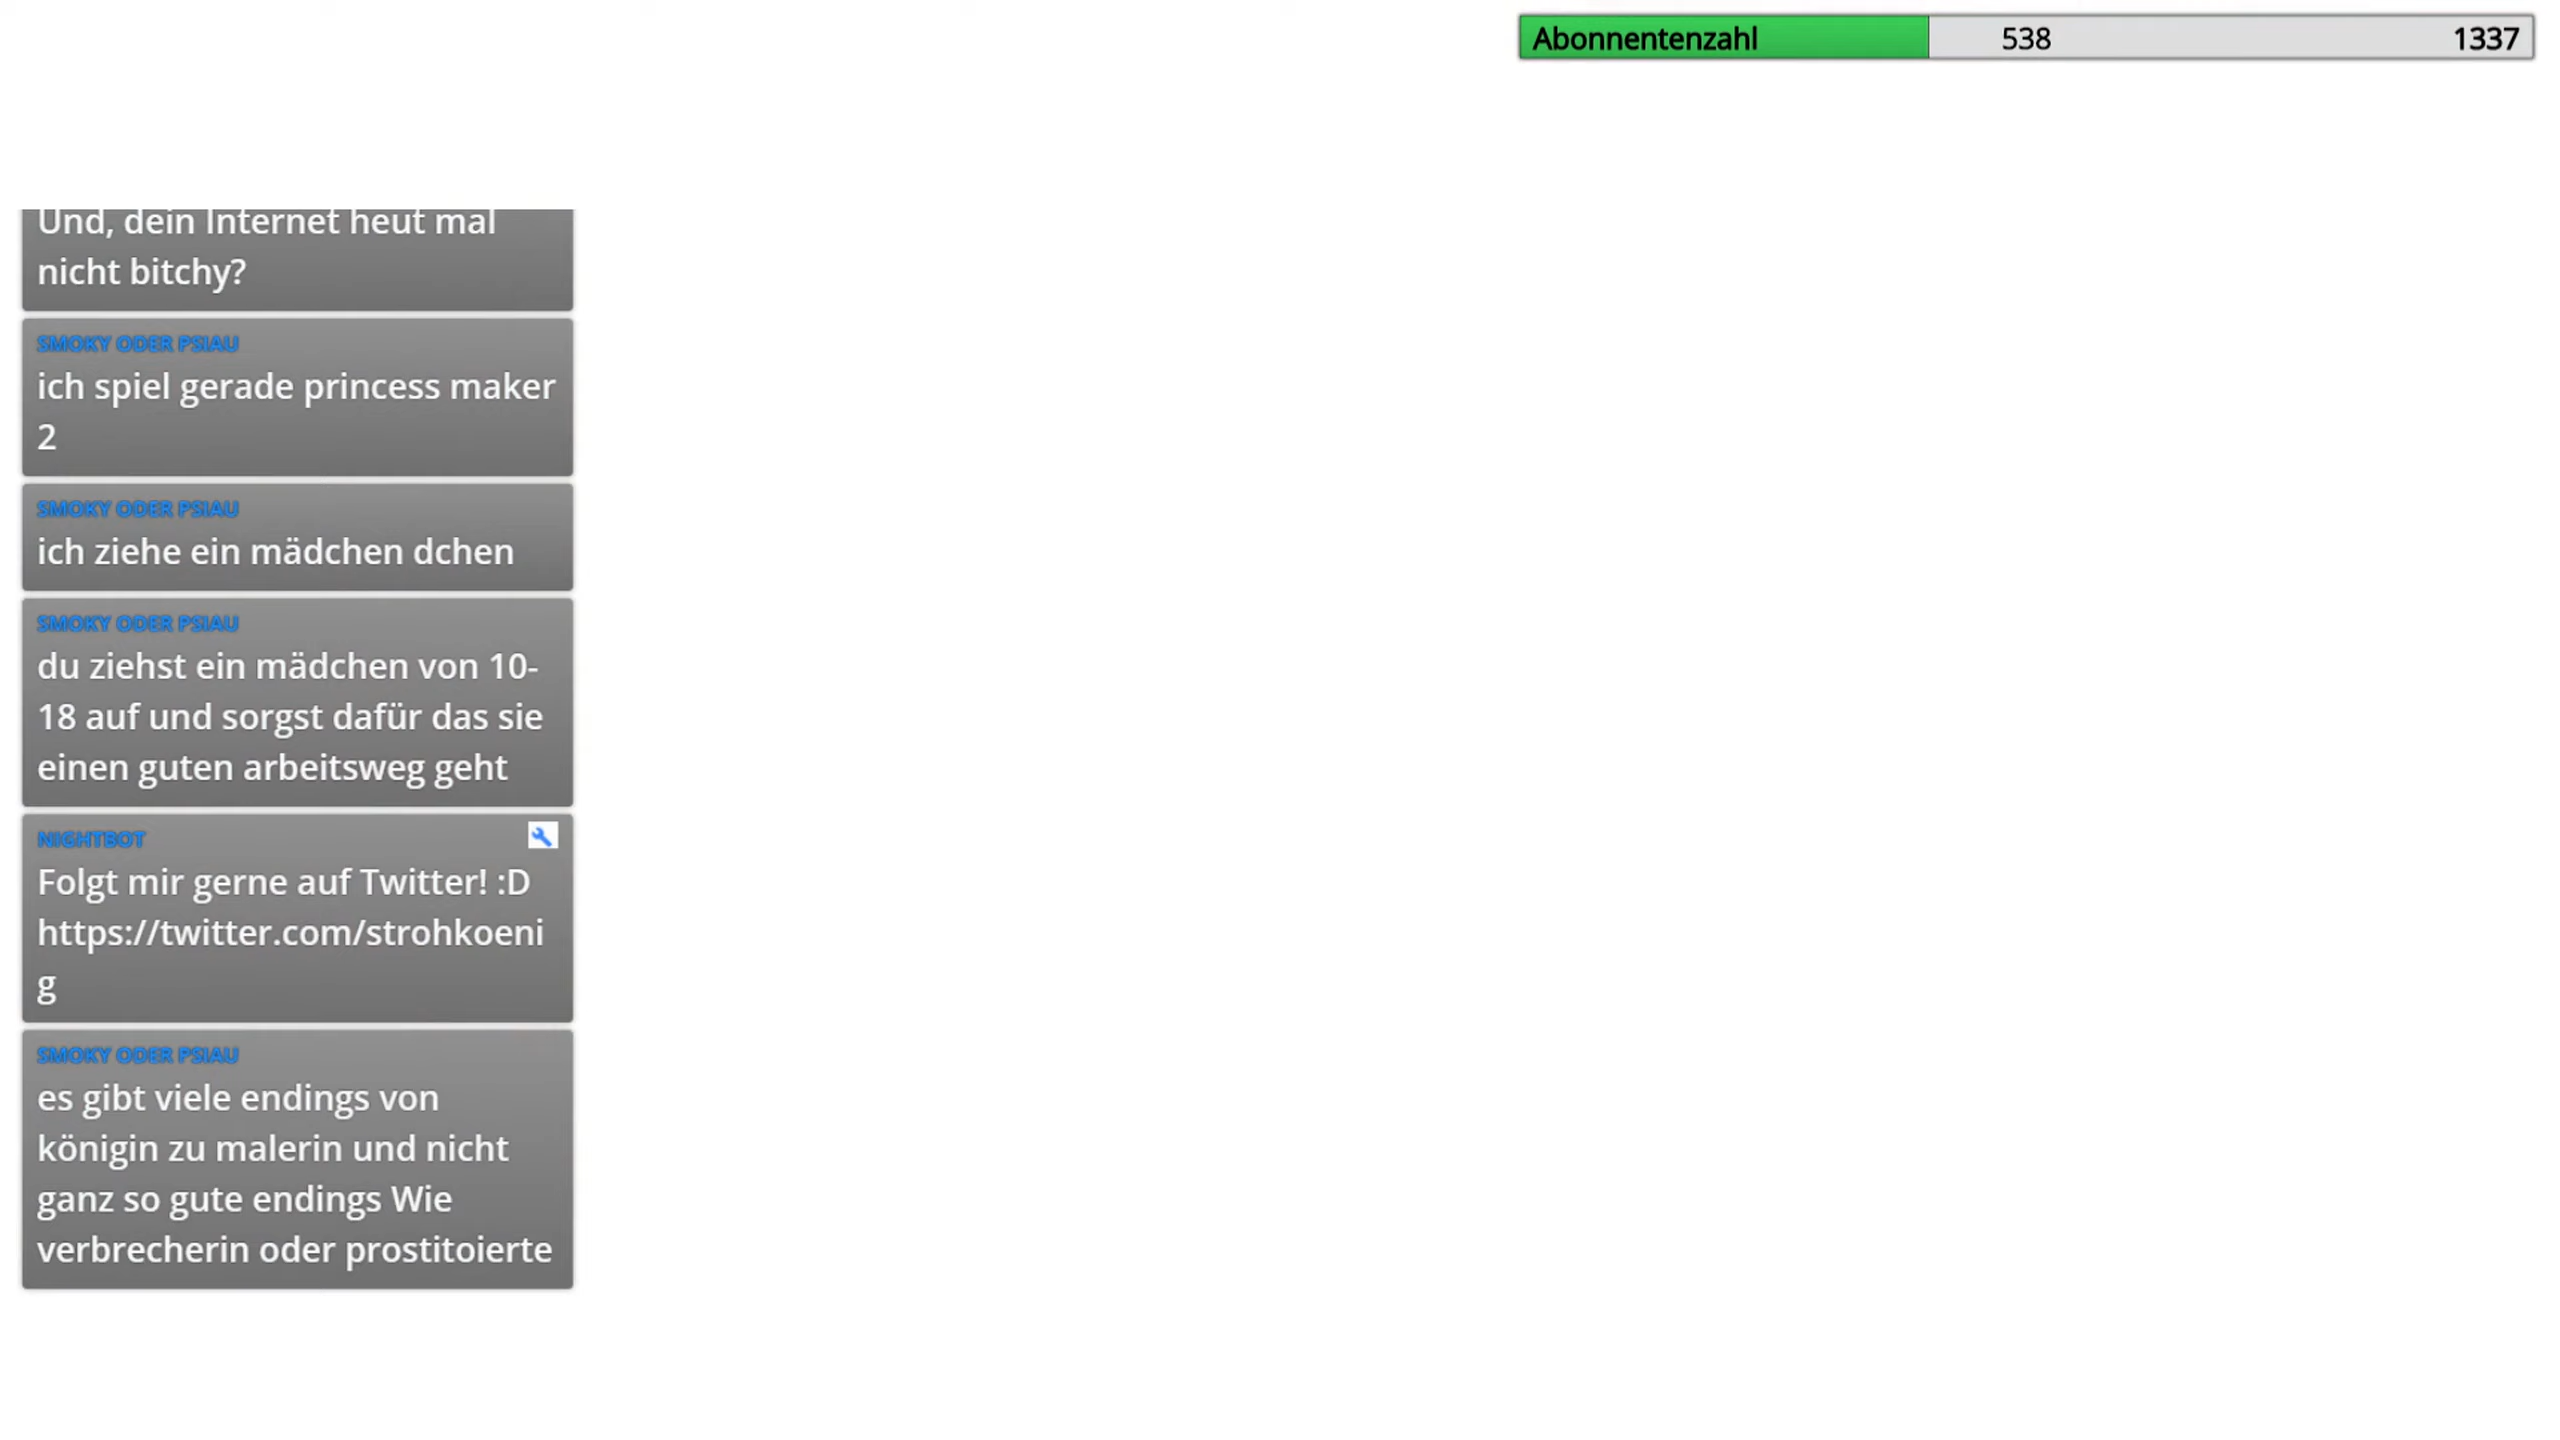 Abonnentenzahl 538 1337
Und, dein Internet heut mal
nicht bitchy?
SMOKY ODER PSIAU
ich spiel gerade princess maker
2
SMOKY ODER PSIAU
ich ziehe ein mädchen dchen
SMOKY ODER PSIAU
du ziehst ein mädchen von 10-
18 auf und sorgst dafür das sie
einen guten arbeitsweg geht
NIGHTBOT
Folgt mir gerne auf Twitter! :D
https://twitter.com/strohkoeni
g
SMOKY ODER PSIAU
es gibt viele endings von
königin zu malerin und nicht
ganz so gute endings Wie
verbrecherin oder prostitoierte